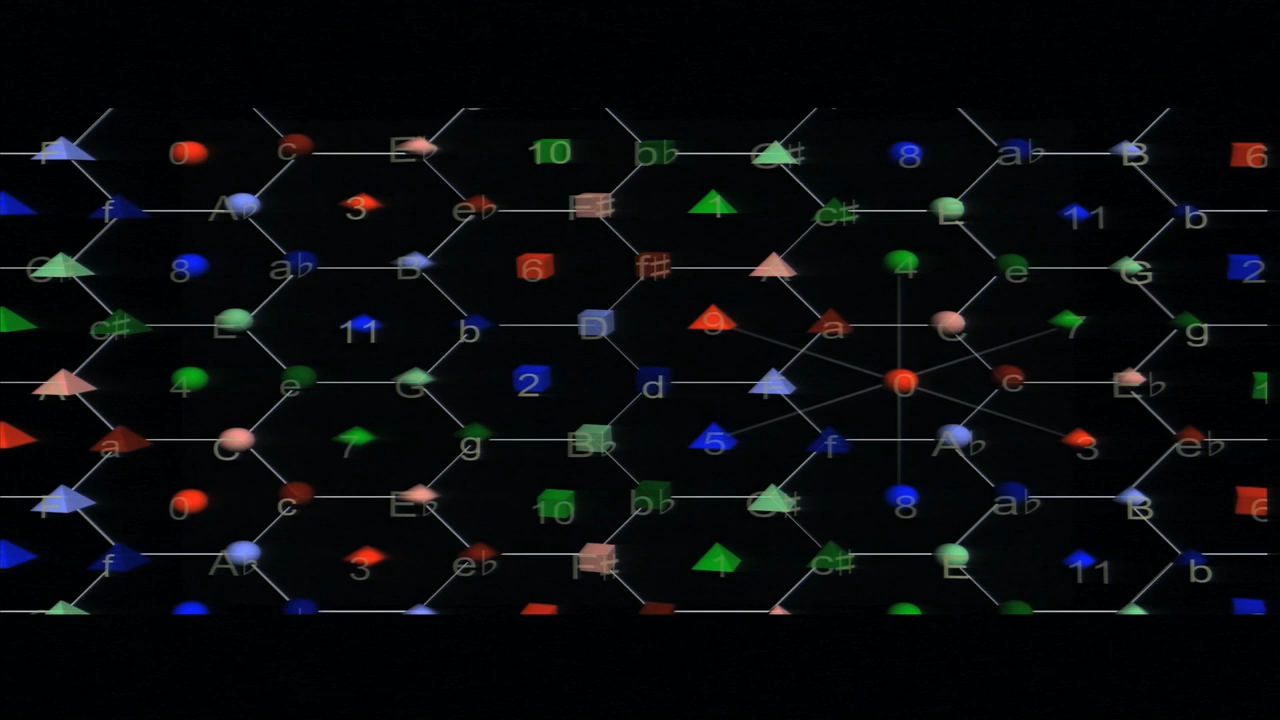 F 0 c E♭ 10 b♭ C# 8 a♭ B 6
f A♭ 3 e♭ F# 1 c# E 11 b
C# 8 a♭ B 6 f# A 4 e G 2
c# E 11 b D 9 a C 7 g
A 4 e G 2 d F 0 c E♭
a C 7 g B♭ 5 f A♭ 3 e♭
F 0 c E♭ 10 b♭ C# 8 a♭ B 6
f A♭ 3 e♭ F# 1 c# E 11 b